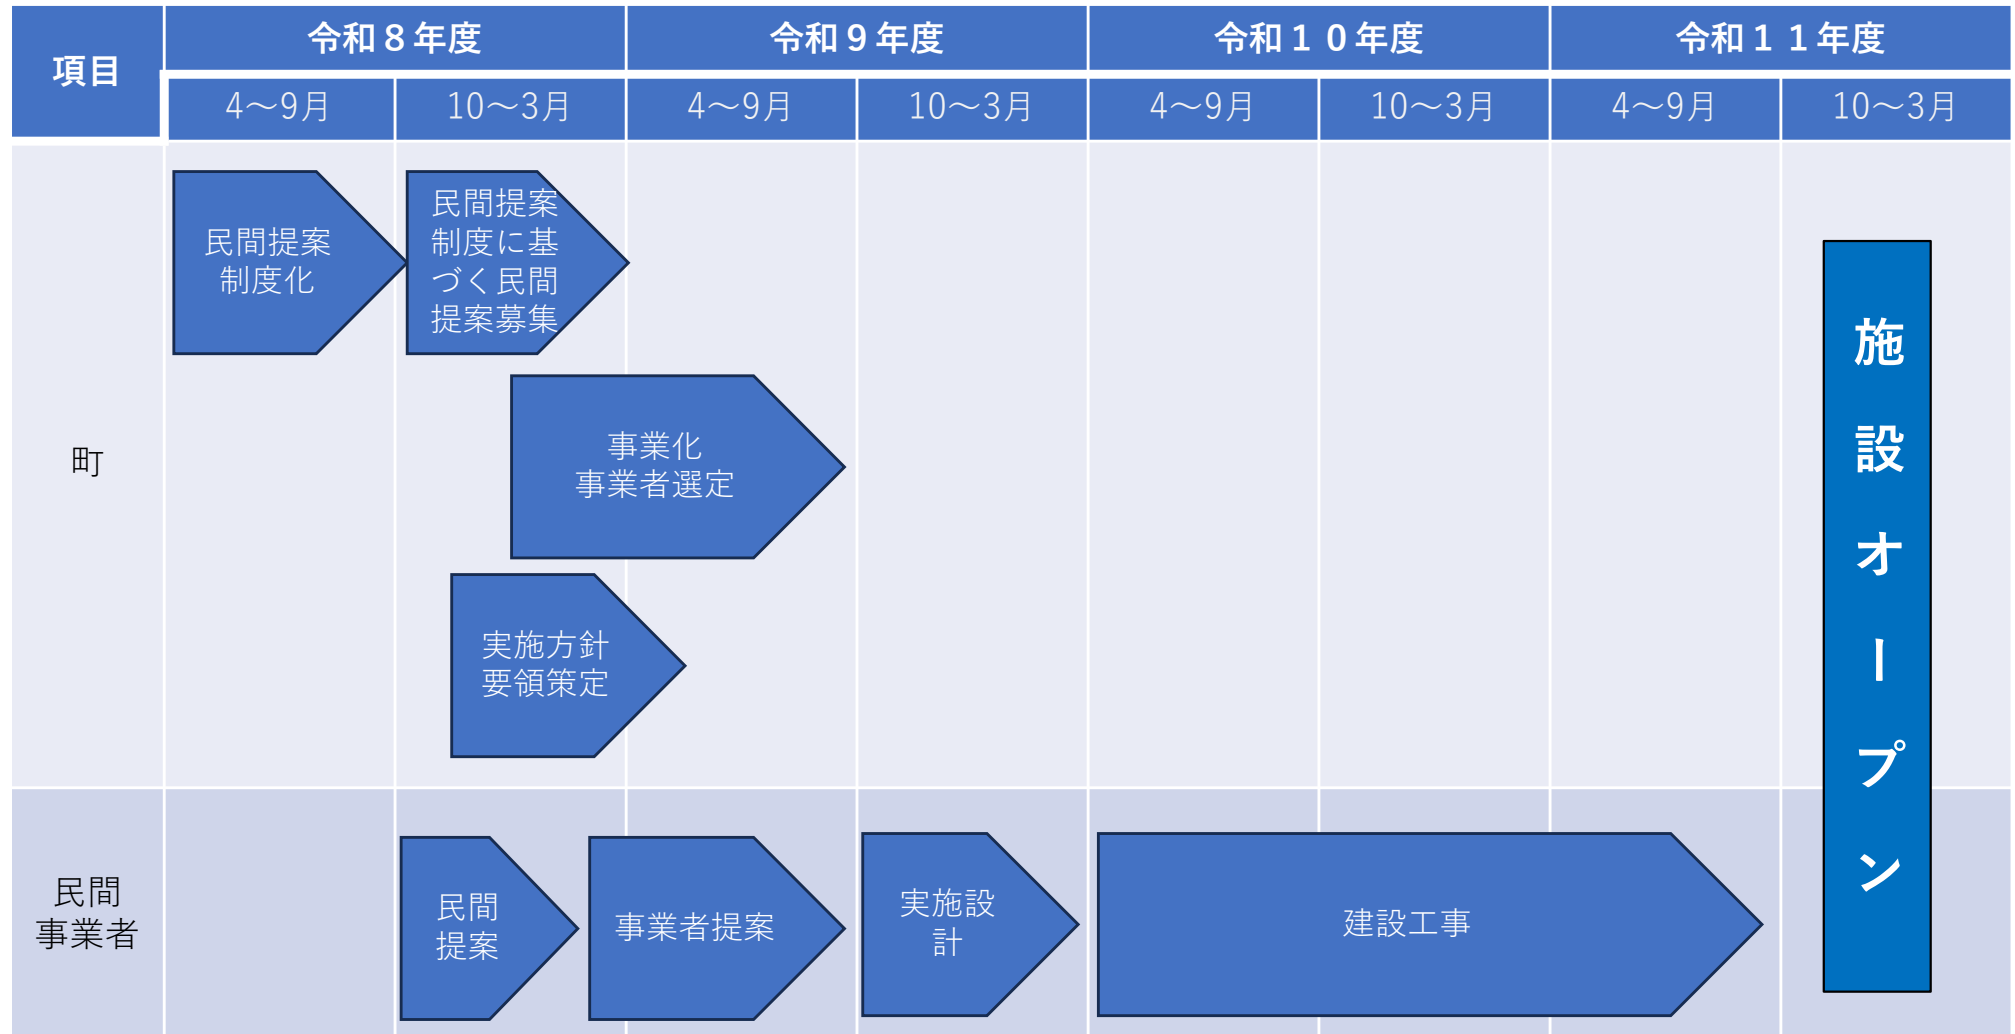 項目
令和８年度
令和９年度
令和１０年度
令和１１年度
4～9月
10～3月
4～9月
10～3月
4～9月
10～3月
4～9月
10～3月
町
民間提案
制度化
民間提案
制度に基
づく民間
提案募集
事業化
事業者選定
実施方針
要領策定
施設オープン
民間
事業者
民間
提案
事業者提案
実施設
計
建設工事